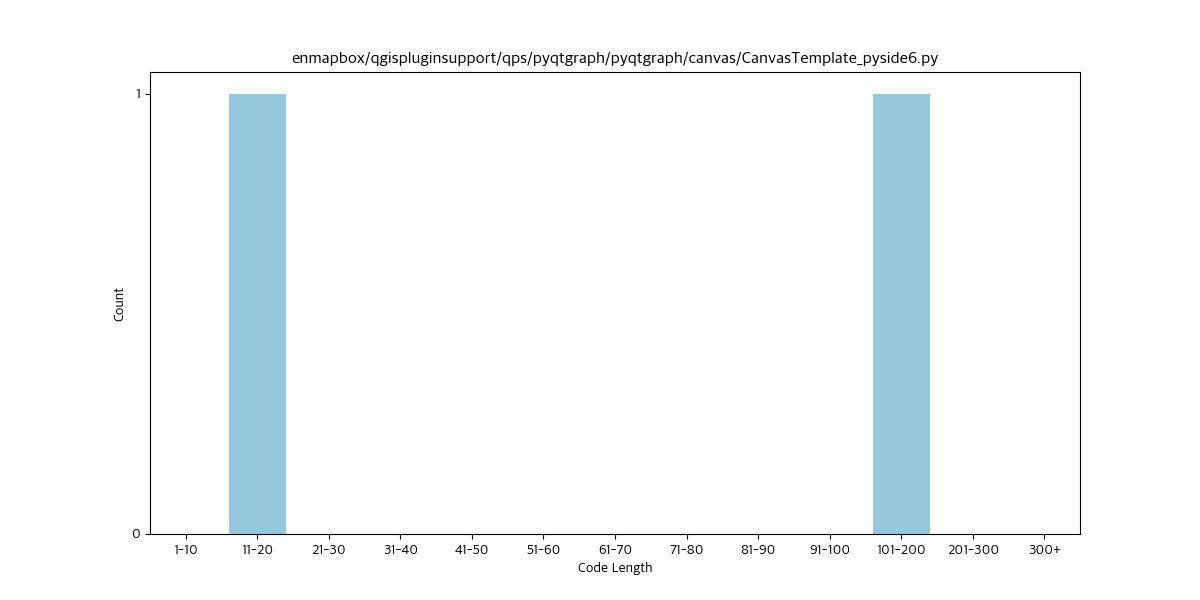 enmapbox/qgispluginsupport/qps/pyqtgraph/pyqtgraph/canvas/CanvasTemplate_pyside6.py
1
Count
0
1-10 11-20 21-30 31-40 41-50 51-60 61-70 71-80 81-90 91-100 101-200 201-300 300+
Code Length